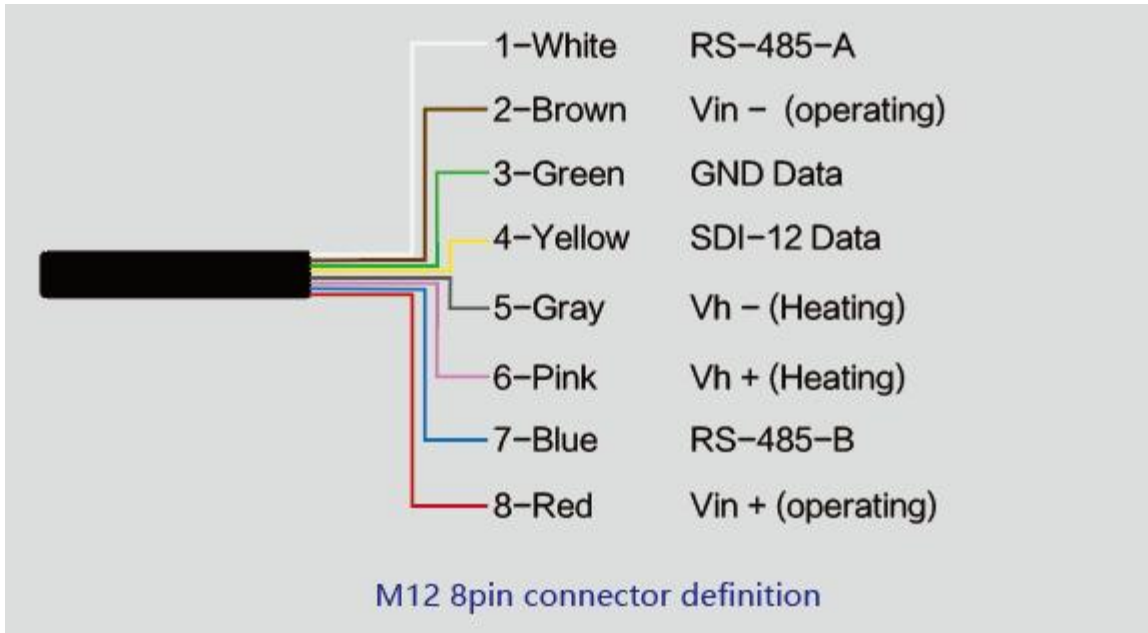 1-White RS-485-A
2-Brown Vin - (operating)
3-Green GND Data
4-Yellow SDI-12 Data
5-Gray Vh - (Heating)
6-Pink Vh + (Heating)
7-Blue RS-485-B
8-Red Vin + (operating)
M12 8pin connector definition